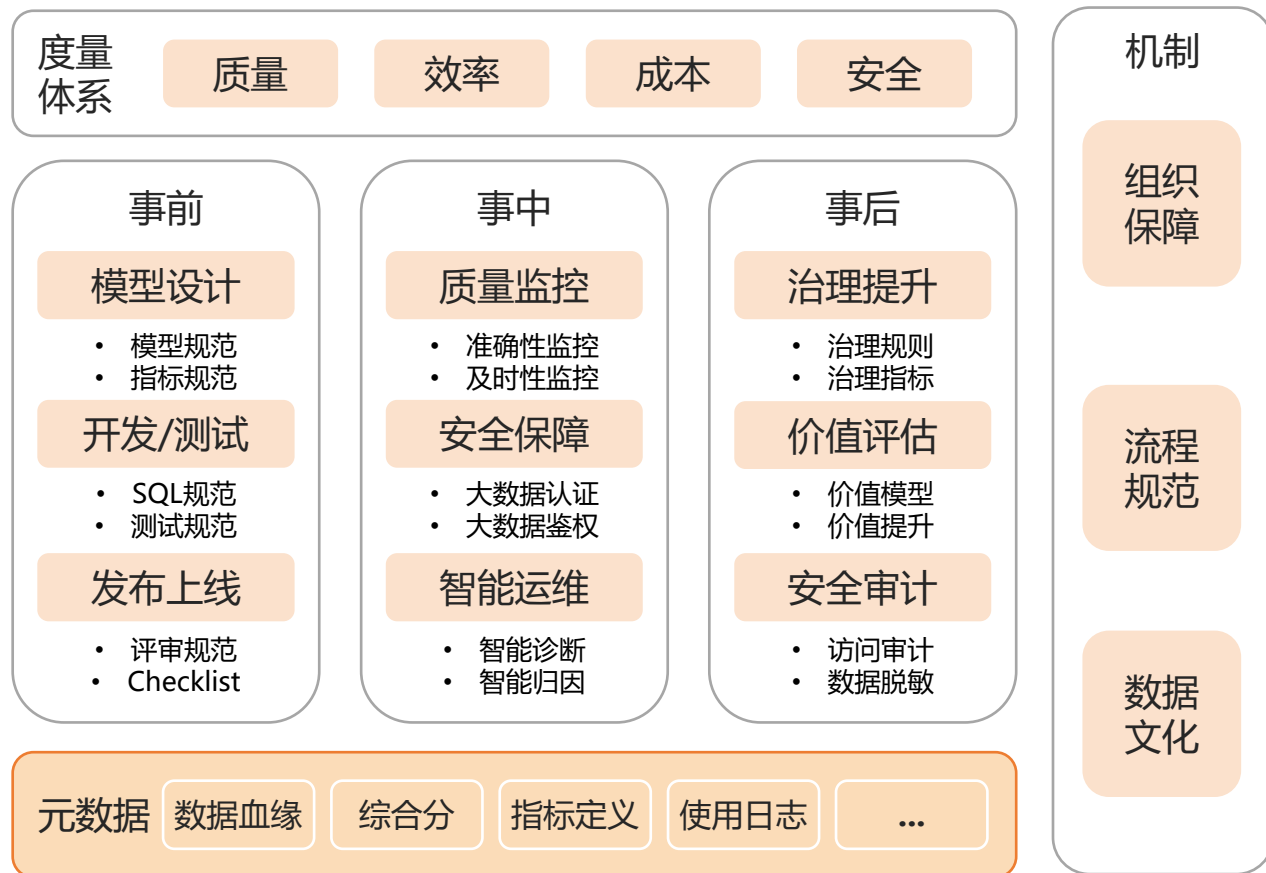 度量
体系
质量
效率
成本
安全
事前
模型设计
• 模型规范
• 指标规范
开发/测试
• SQL规范
• 测试规范
发布上线
• 评审规范
• Checklist
事中
质量监控
• 准确性监控
• 及时性监控
安全保障
• 大数据认证
• 大数据鉴权
智能运维
• 智能诊断
• 智能归因
事后
治理提升
• 治理规则
• 治理指标
价值评估
• 价值模型
• 价值提升
安全审计
• 访问审计
• 数据脱敏
元数据
数据血缘
综合分
指标定义
使用日志
...
机制
组织
保障
流程
规范
数据
文化